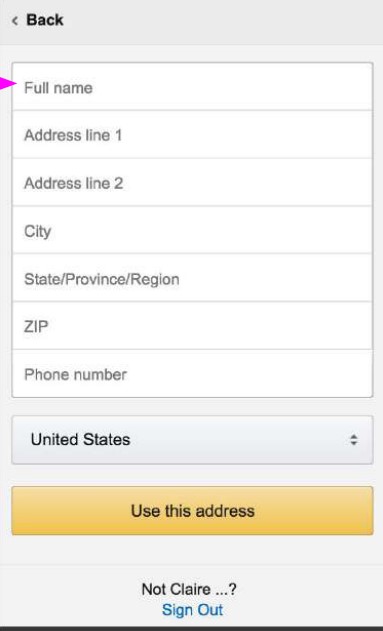 Back
Full name
Address line 1
Address line 2
City
State/Province/Region
ZIP
Phone number
United States
Use this address
Not Claire ...?
Sign Out